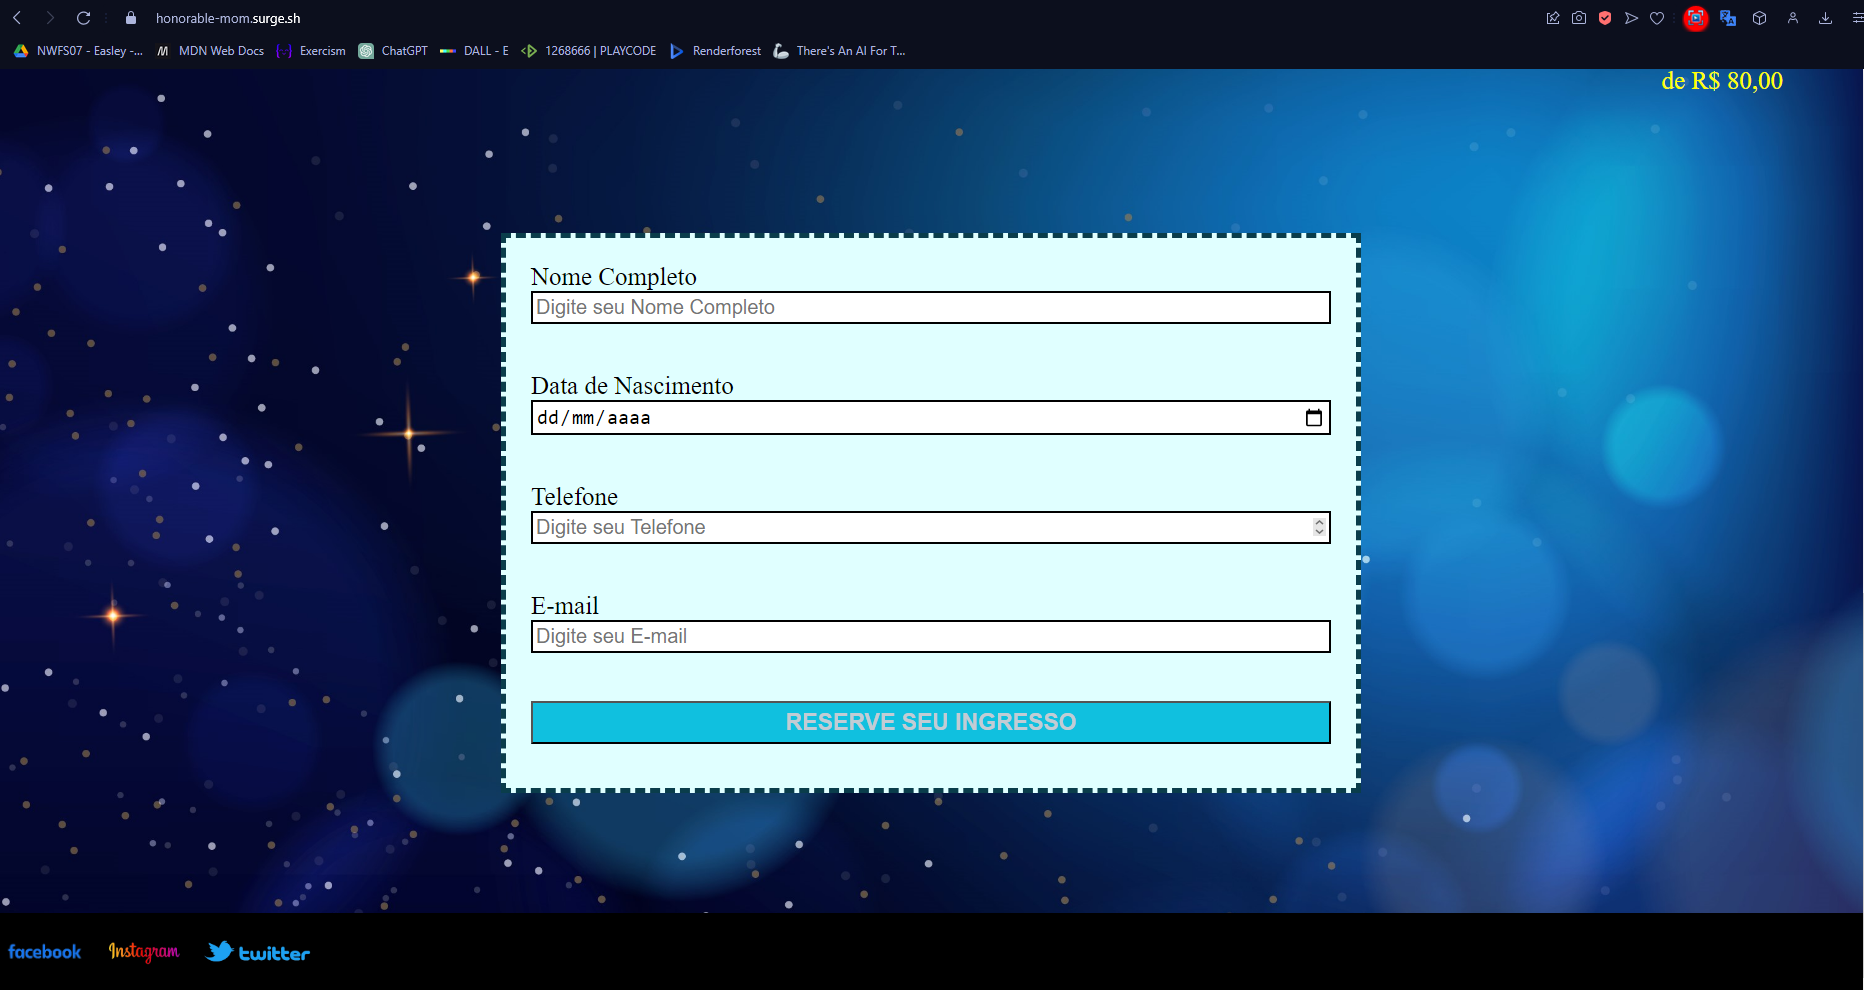 honorable-mom.surge.sh
NWFS07 - Easley -... MDN Web Docs Exercism ChatGPT DALL - E 1268666 | PLAYCODE Renderforest There's An AI For T...
de R$ 80,00
Nome Completo
Digite seu Nome Completo
Data de Nascimento
dd/mm/aaaa
Telefone
Digite seu Telefone
E-mail
Digite seu E-mail
RESERVE SEU INGRESSO
facebook Instagram twitter